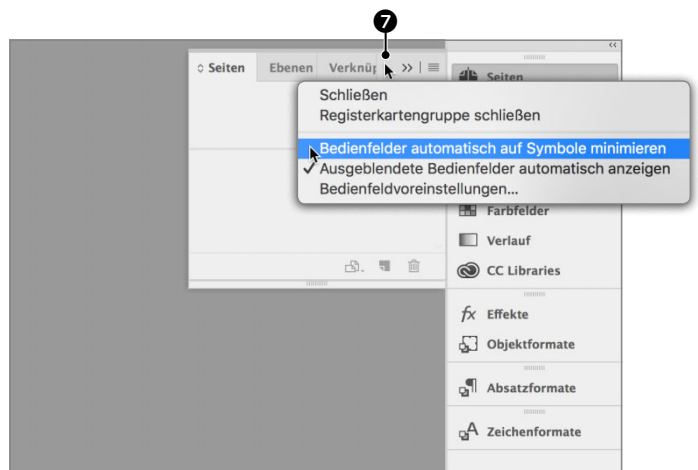 7
Seiten Ebenen Verknüp
Seiten
Schließen
Registerkartengruppe schließen
Bedienfelder automatisch auf Symbole minimieren
Ausgeblendete Bedienfelder automatisch anzeigen
Bedienfeldvoreinstellungen...
Farbfelder
Verlauf
CC Libraries
fx Effekte
Objektformate
Absatzformate
Zeichenformate